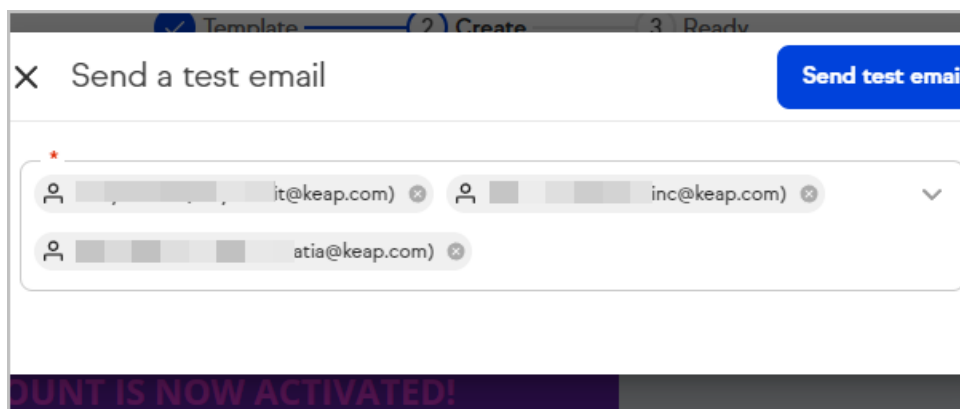 Template 2 Create 3 Ready
Send a test email
Send test emai
*
it@keap.com) inc@keap.com)
atia@keap.com)
OUNT IS NOW ACTIVATED!